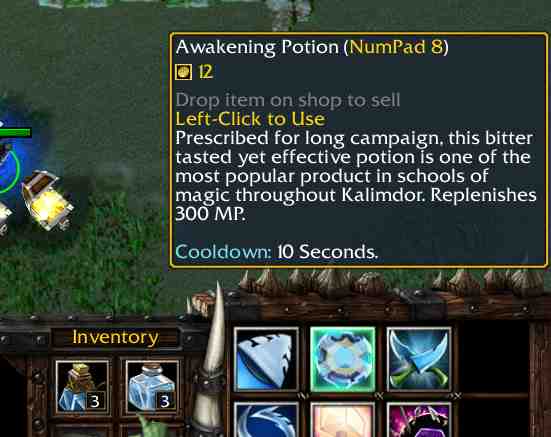 Awakening Potion (NumPad 8)
12
Drop item on shop to sell
Left-Click to Use
Prescribed for long campaign, this bitter
tasted yet effective potion is one of the
most popular product in schools of
magic throughout Kalimdor. Replenishes
300 MP.
Cooldown: 10 Seconds.
Inventory
3 3